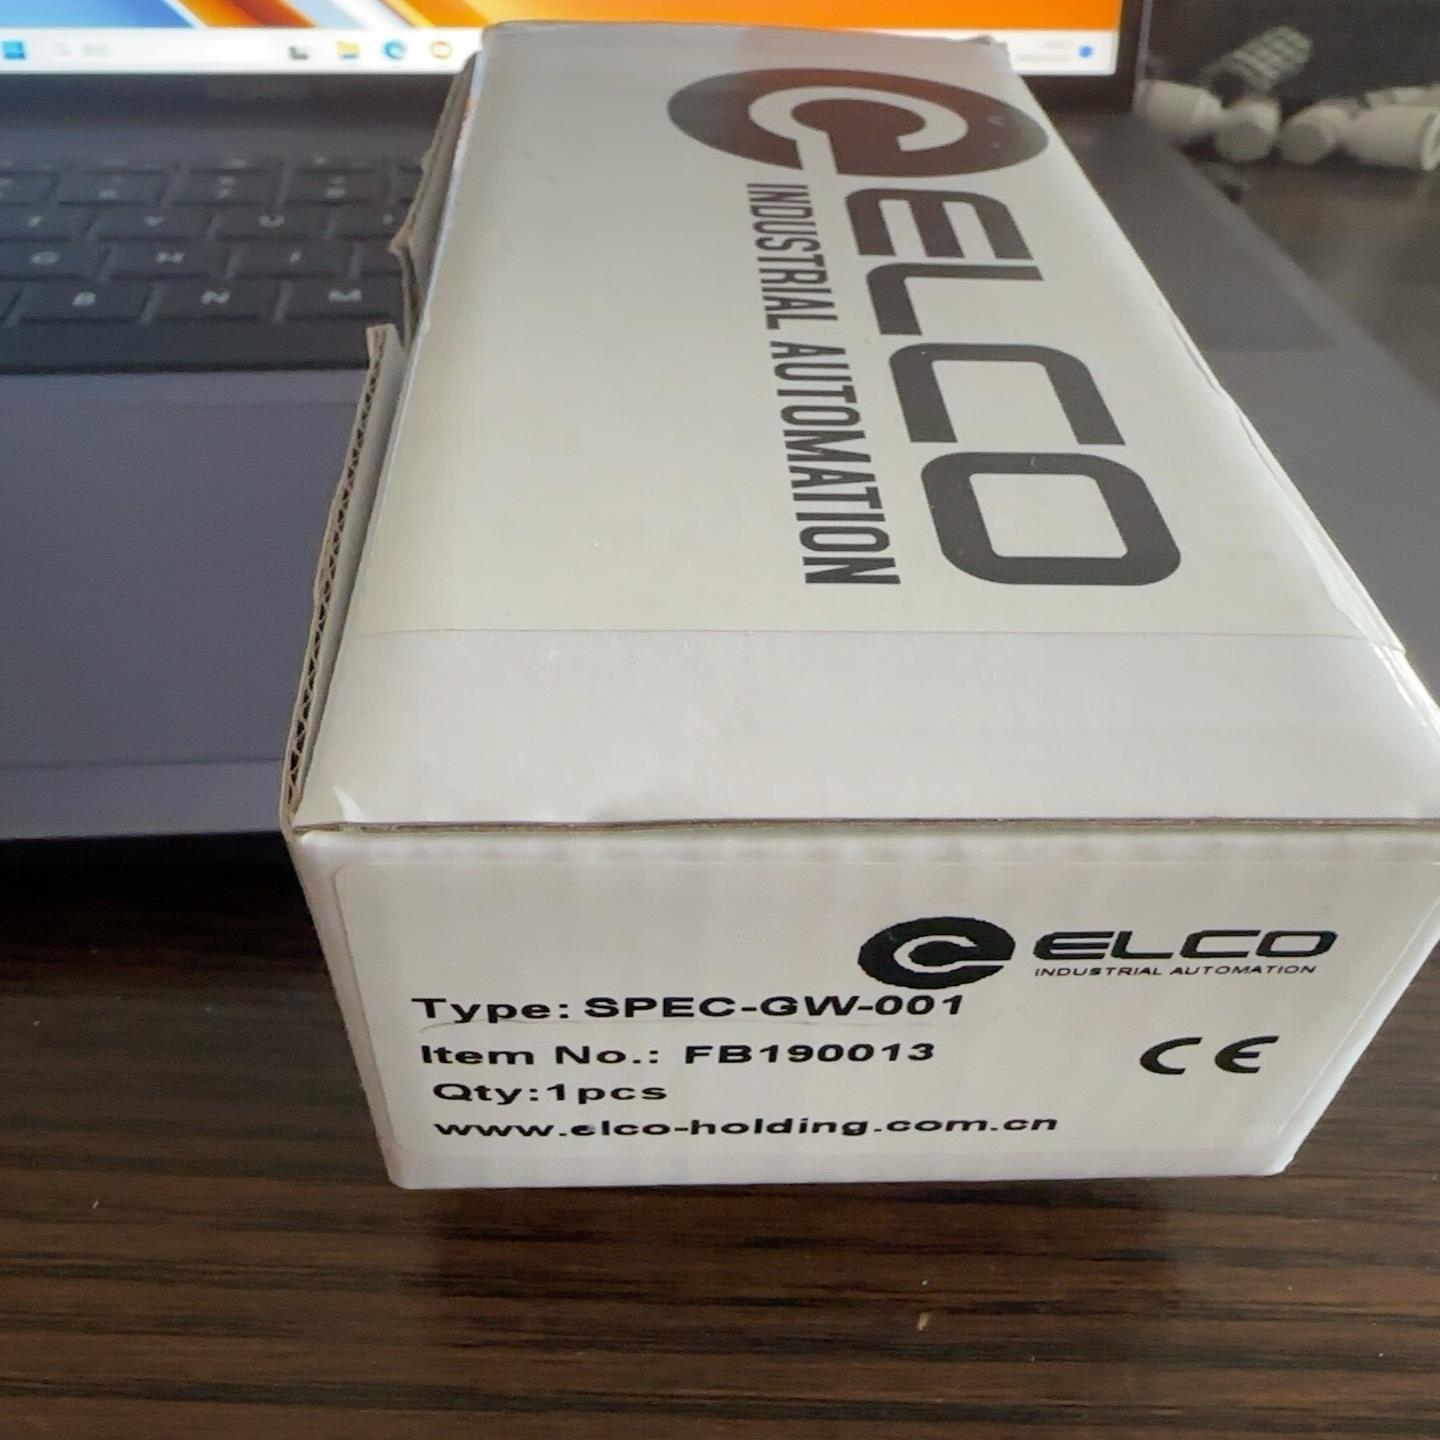 ELCO
INDUSTRIAL AUTOMATION
ELCO
INDUSTRIAL AUTOMATION
Type: SPEC-GW-001
Item No.: FB190013
CE
Qty:1pcs
www.elco-holding.com.cn
B
N
M